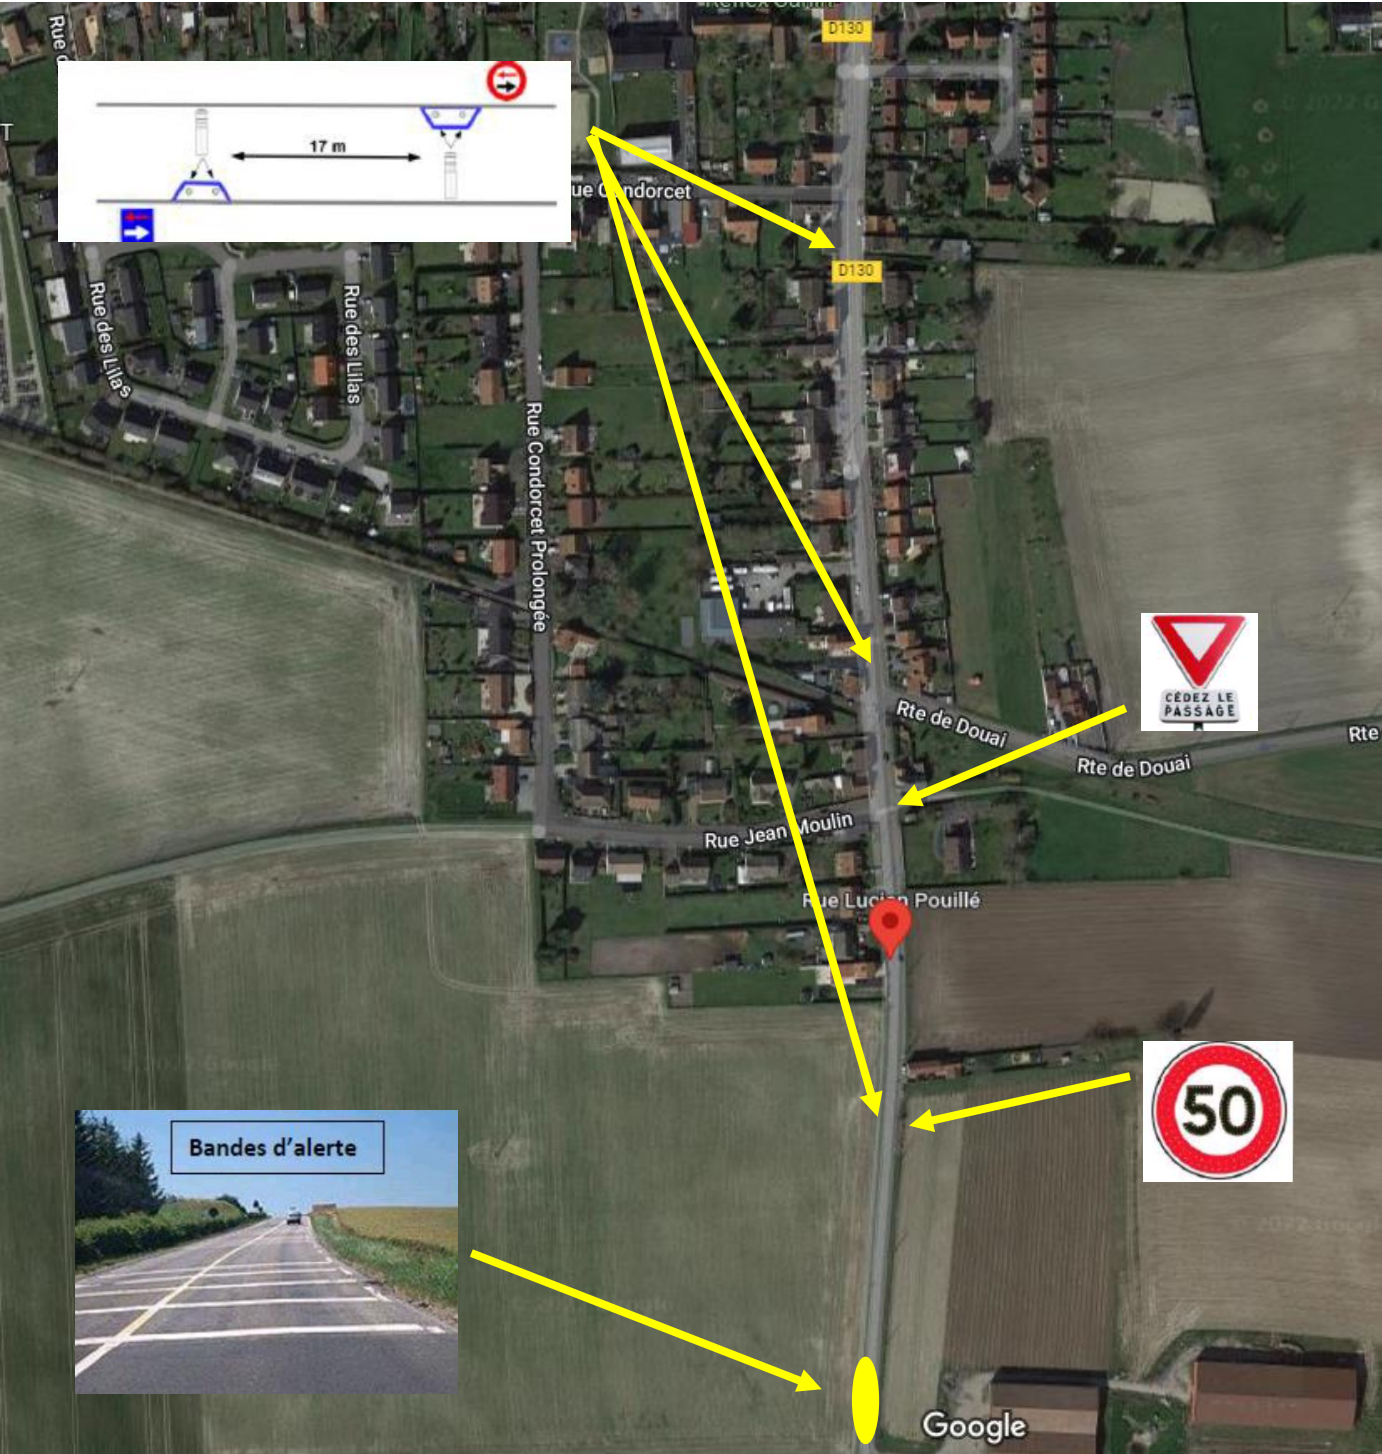 D130
17 m
ue Condorcet
D130
Rue des Lilas
Rue des Lilas
Rue Condorcet Prolongée
CÉDEZ LE
PASSAGE
Rte de Douai
Rte de Douai
Rte
Rue Jean Moulin
Rue Lucien Pouillé
50
Bandes d'alerte
Google